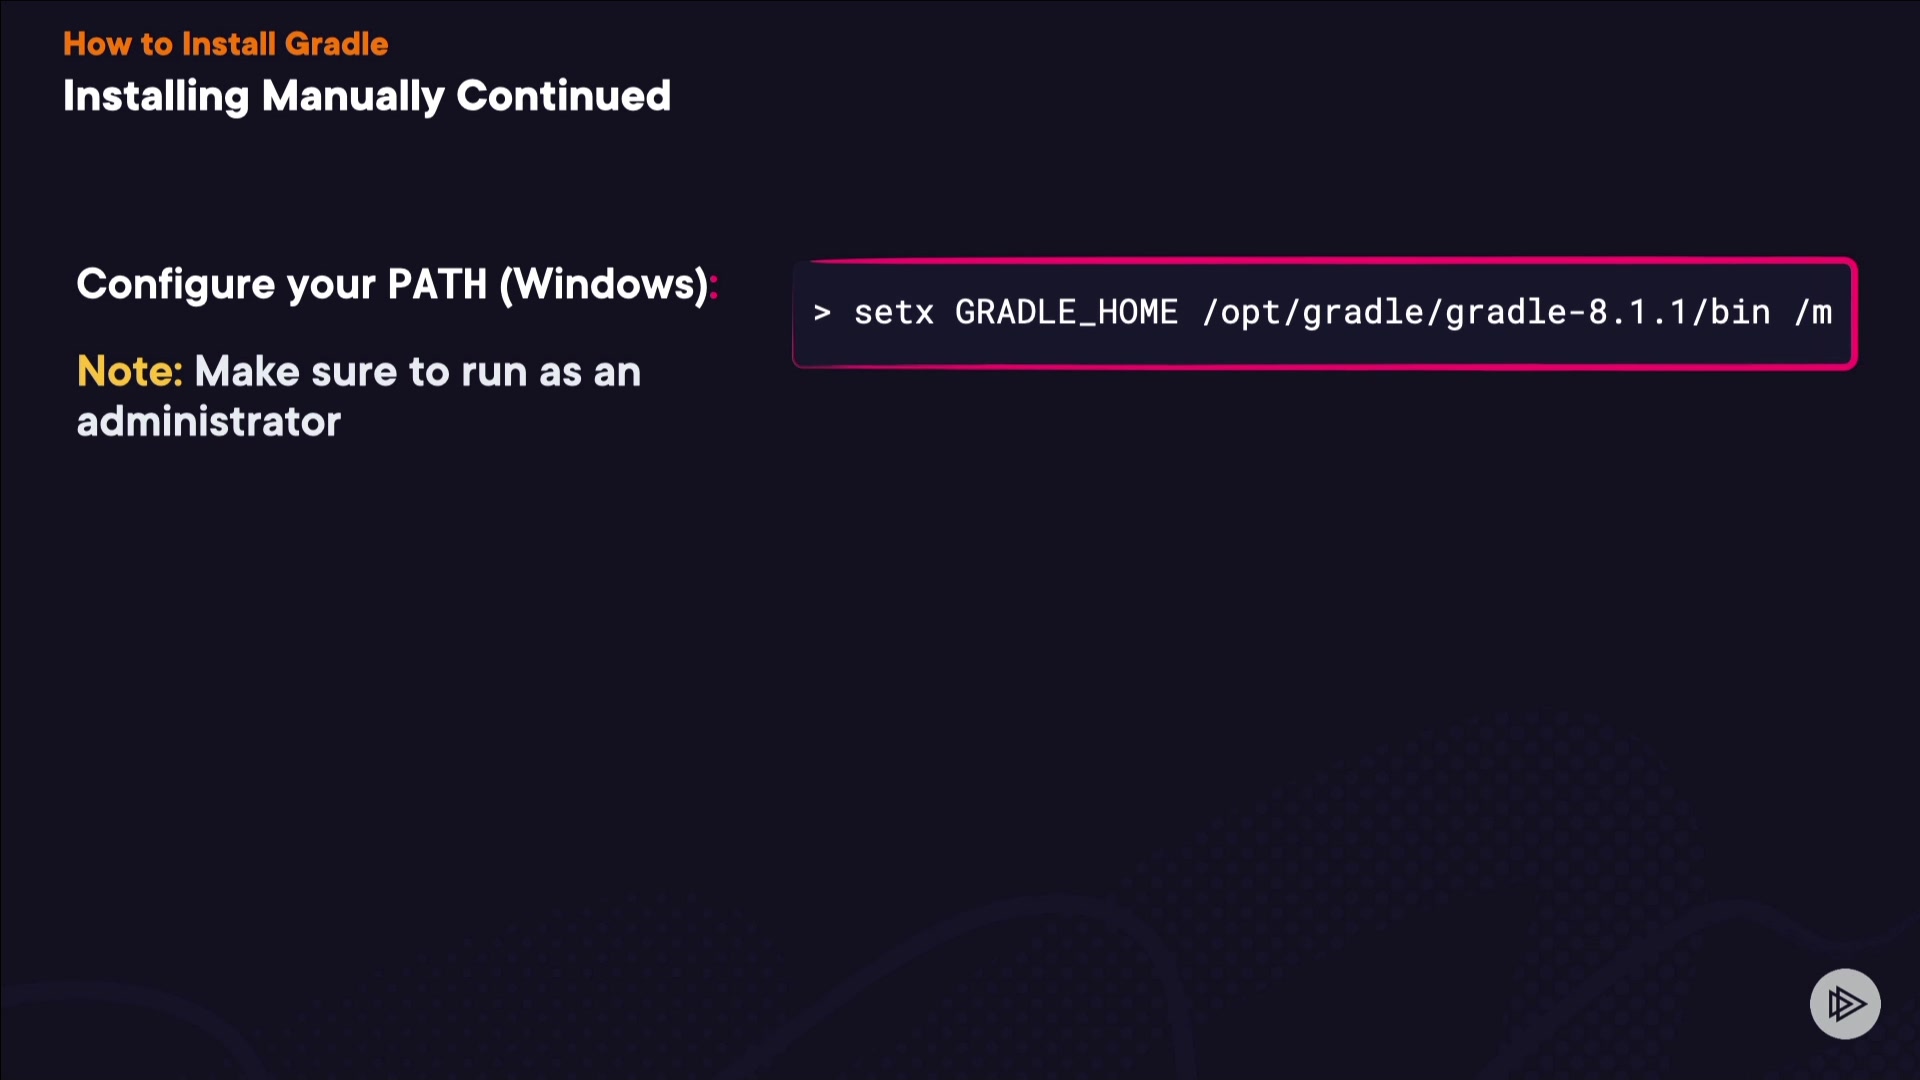 How to Install Gradle
Installing Manually Continued
Configure your PATH (Windows):
Note: Make sure to run as an
administrator
> setx GRADLE_HOME /opt/gradle/gradle-8.1.1/bin /m